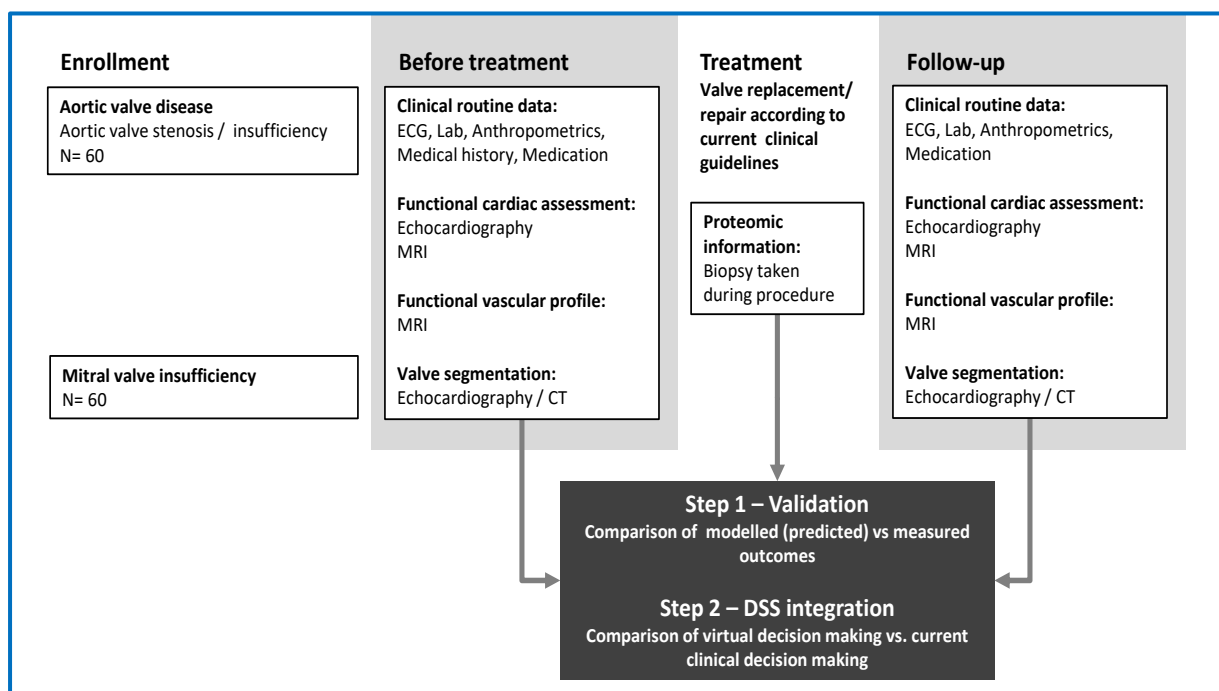 Enrollment
Aortic valve disease
Aortic valve stenosis / insufficiency
N= 60
Mitral valve insufficiency
N= 60
Before treatment
Clinical routine data:
ECG, Lab, Anthropometrics,
Medical history, Medication
Functional cardiac assessment:
Echocardiography
MRI
Functional vascular profile:
MRI
Valve segmentation:
Echocardiography / CT
Treatment
Valve replacement/
repair according to
current clinical
guidelines
Proteomic
information:
Biopsy taken
during procedure
Follow-up
Clinical routine data:
ECG, Lab, Anthropometrics,
Medication
Functional cardiac assessment:
Echocardiography
MRI
Functional vascular profile:
MRI
Valve segmentation:
Echocardiography / CT
Step 1 – Validation
Comparison of modelled (predicted) vs measured
outcomes
Step 2 – DSS integration
Comparison of virtual decision making vs. current
clinical decision making